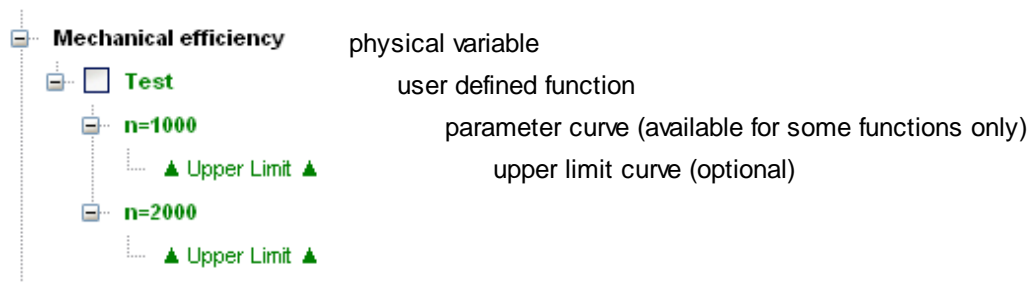 Mechanical efficiency physical variable
Test user defined function
n=1000 parameter curve (available for some functions only)
▲ Upper Limit ▲ upper limit curve (optional)
n=2000
▲ Upper Limit ▲